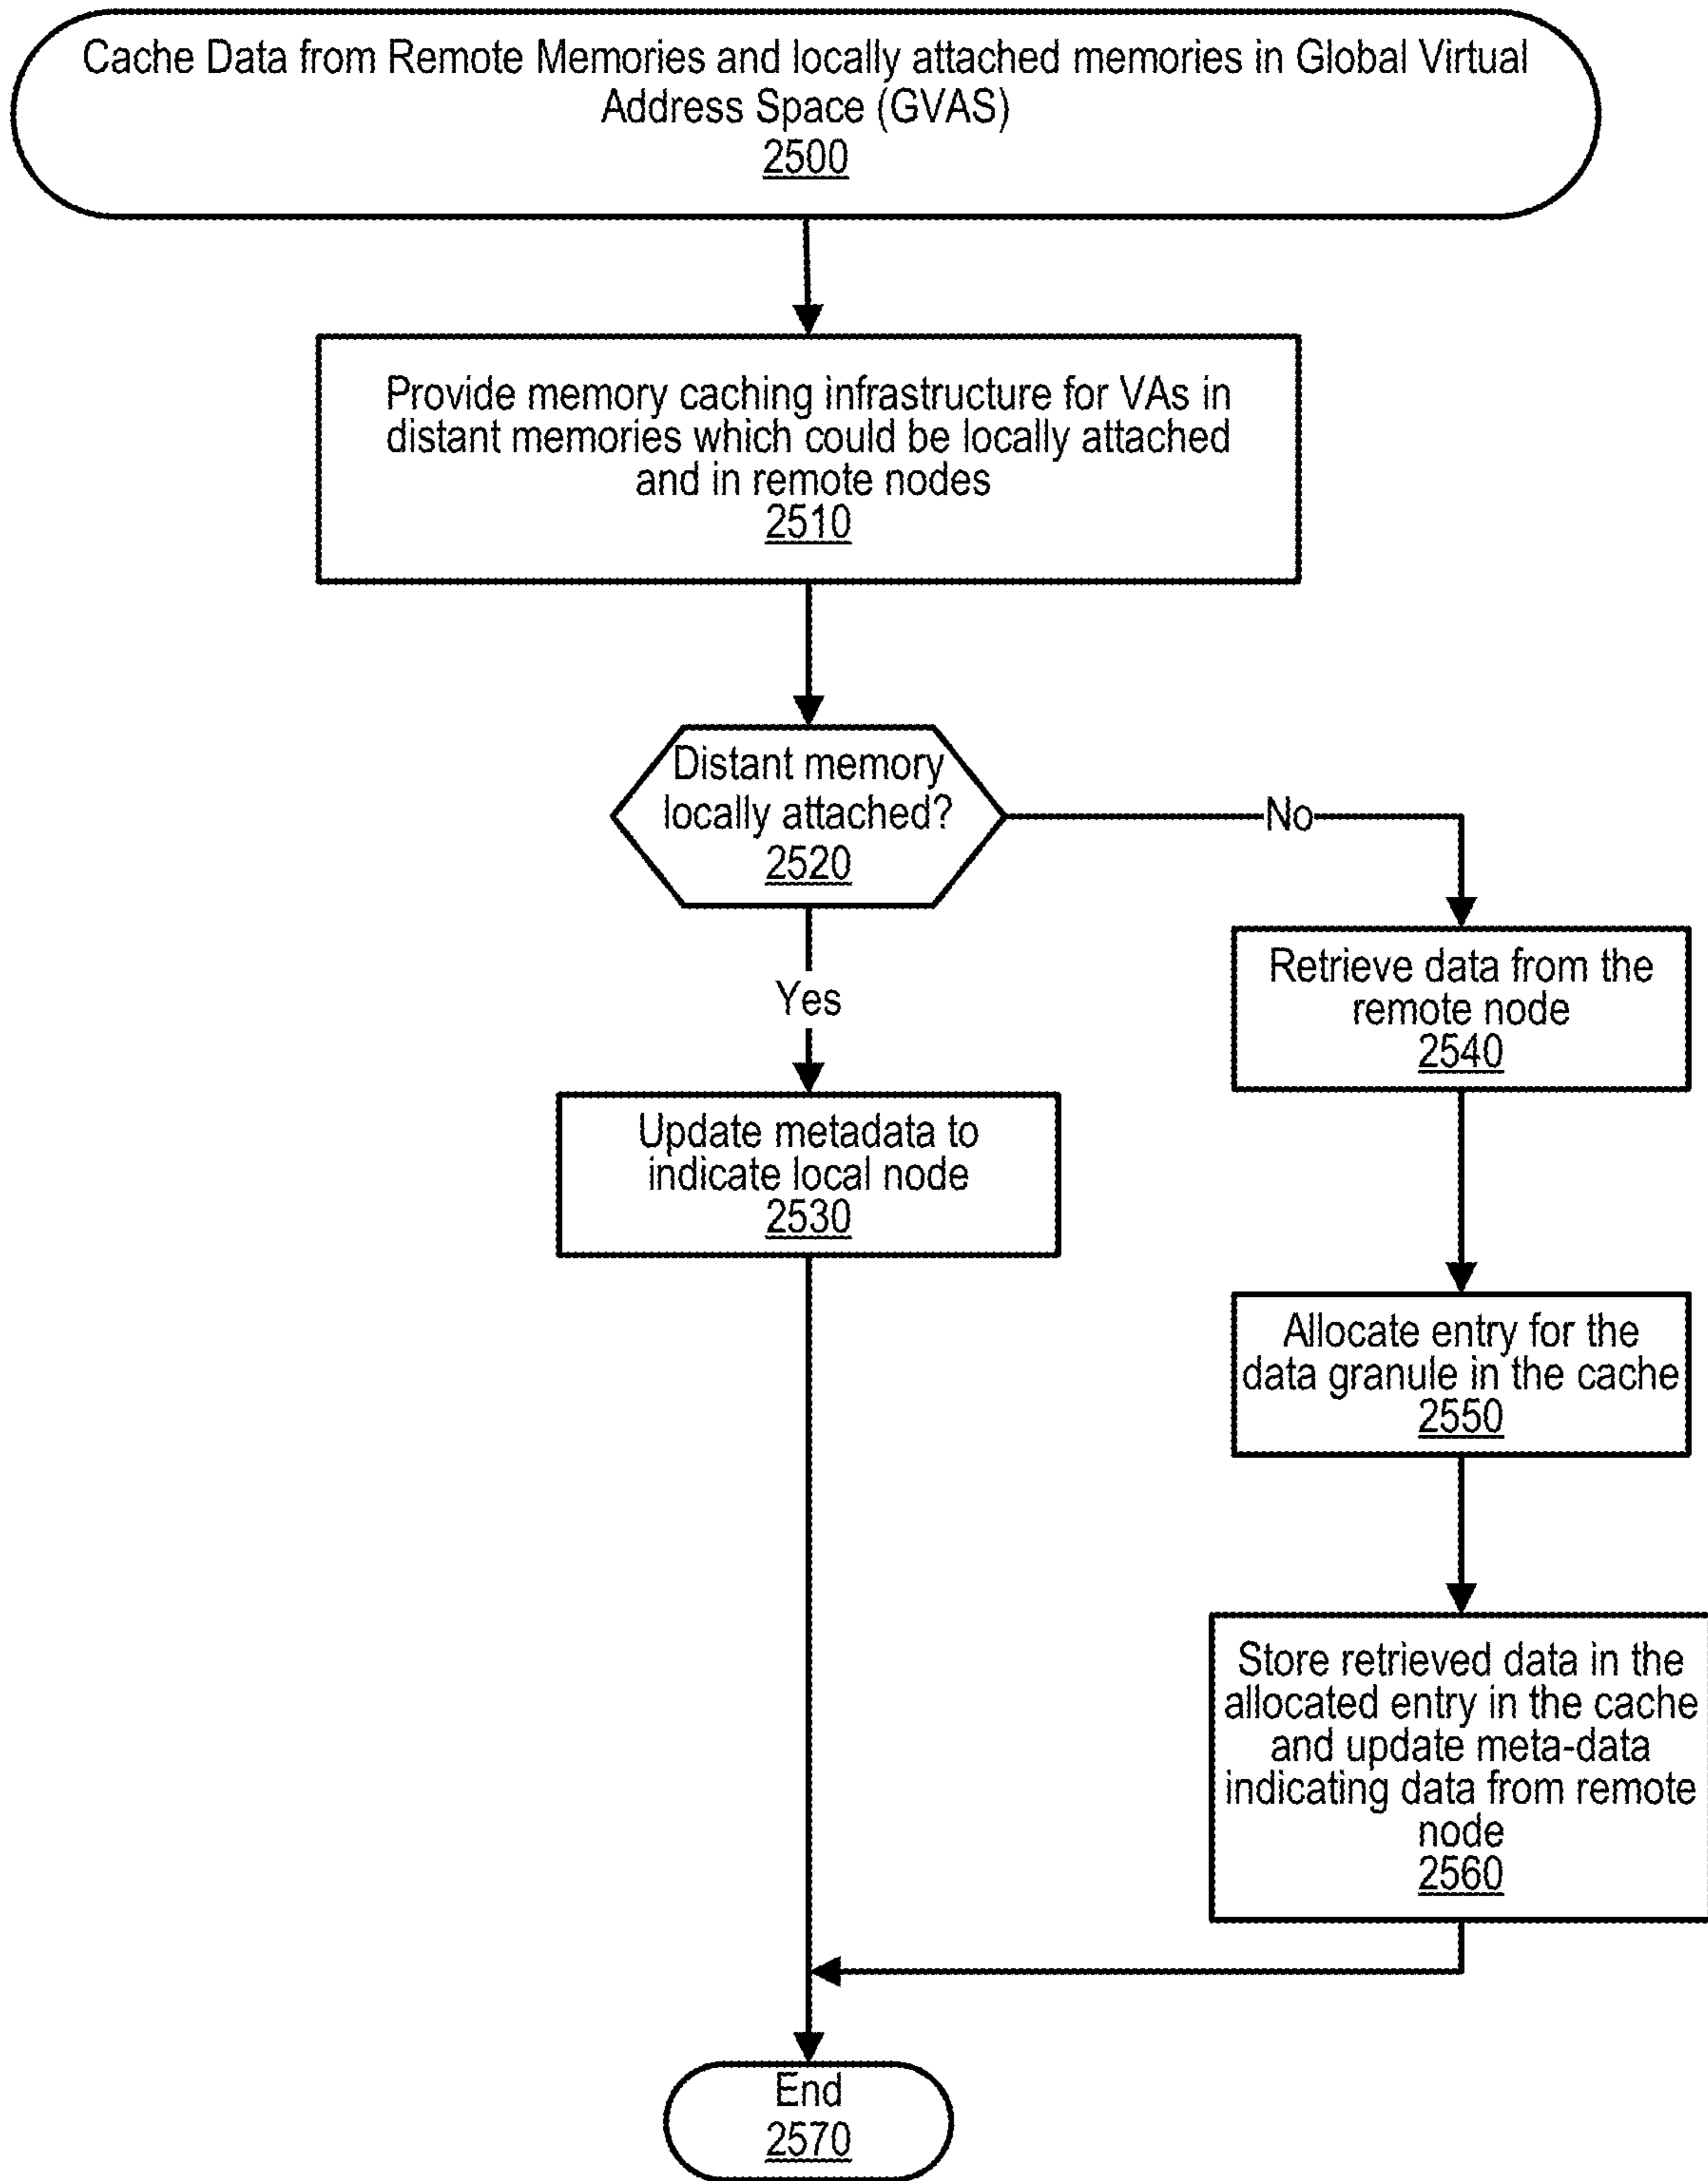 Cache Data from Remote Memories and locally attached memories in Global Virtual
Address Space (GVAS)
2500
Provide memory caching infrastructure for VAs in
distant memories which could be locally attached
and in remote nodes
2510
Distant memory
locally attached?
2520
No
Yes
Retrieve data from the
remote node
2540
Update metadata to
indicate local node
2530
Allocate entry for the
data granule in the cache
2550
Store retrieved data in the
allocated entry in the cache
and update meta-data
indicating data from remote
node
2560
End
2570